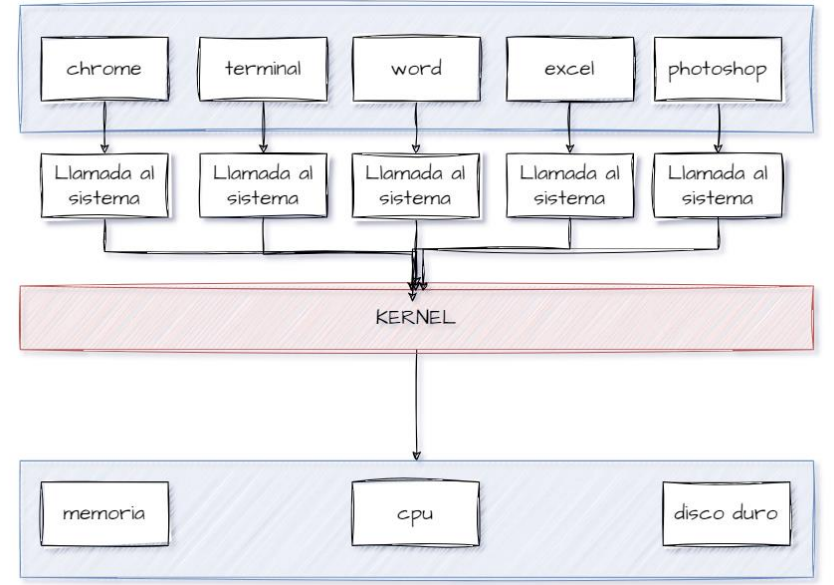 chrome
terminal
word
excel
photoshop
Llamada al
sistema
Llamada al
sistema
Llamada al
sistema
Llamada al
sistema
Llamada al
sistema
KERNEL
memoria
cpu
disco duro